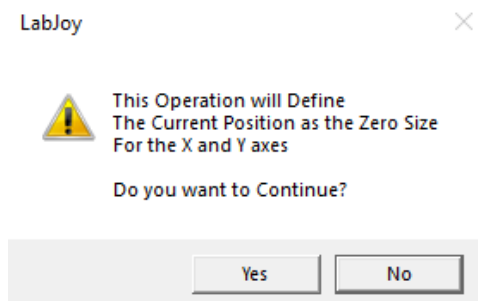 LabJoy
This Operation will Define
The Current Position as the Zero Size
For the X and Y axes
Do you want to Continue?
Yes
No